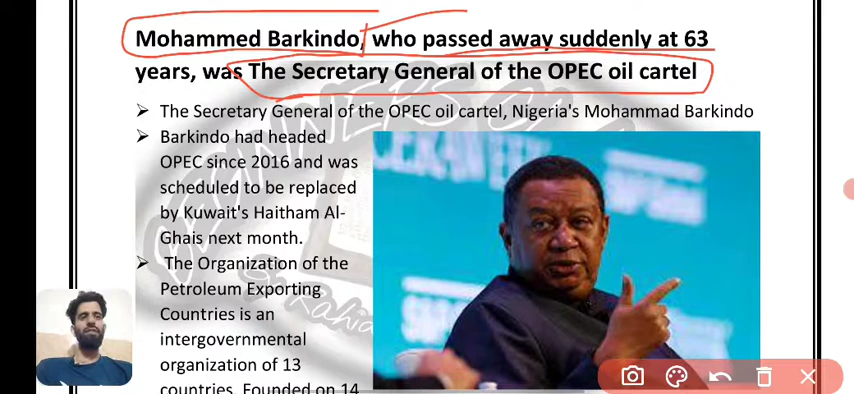 Mohammed Barkindo, who passed away suddenly at 63
years, was The Secretary General of the OPEC oil cartel
➢ The Secretary General of the OPEC oil cartel, Nigeria's Mohammad Barkindo
➢ Barkindo had headed
OPEC since 2016 and was
scheduled to be replaced
by Kuwait's Haitham Al-
Ghais next month.
➢ The Organization of the
Petroleum Exporting
Countries is an
intergovernmental
organization of 13
countries. Founded on 14
CERAWEEK